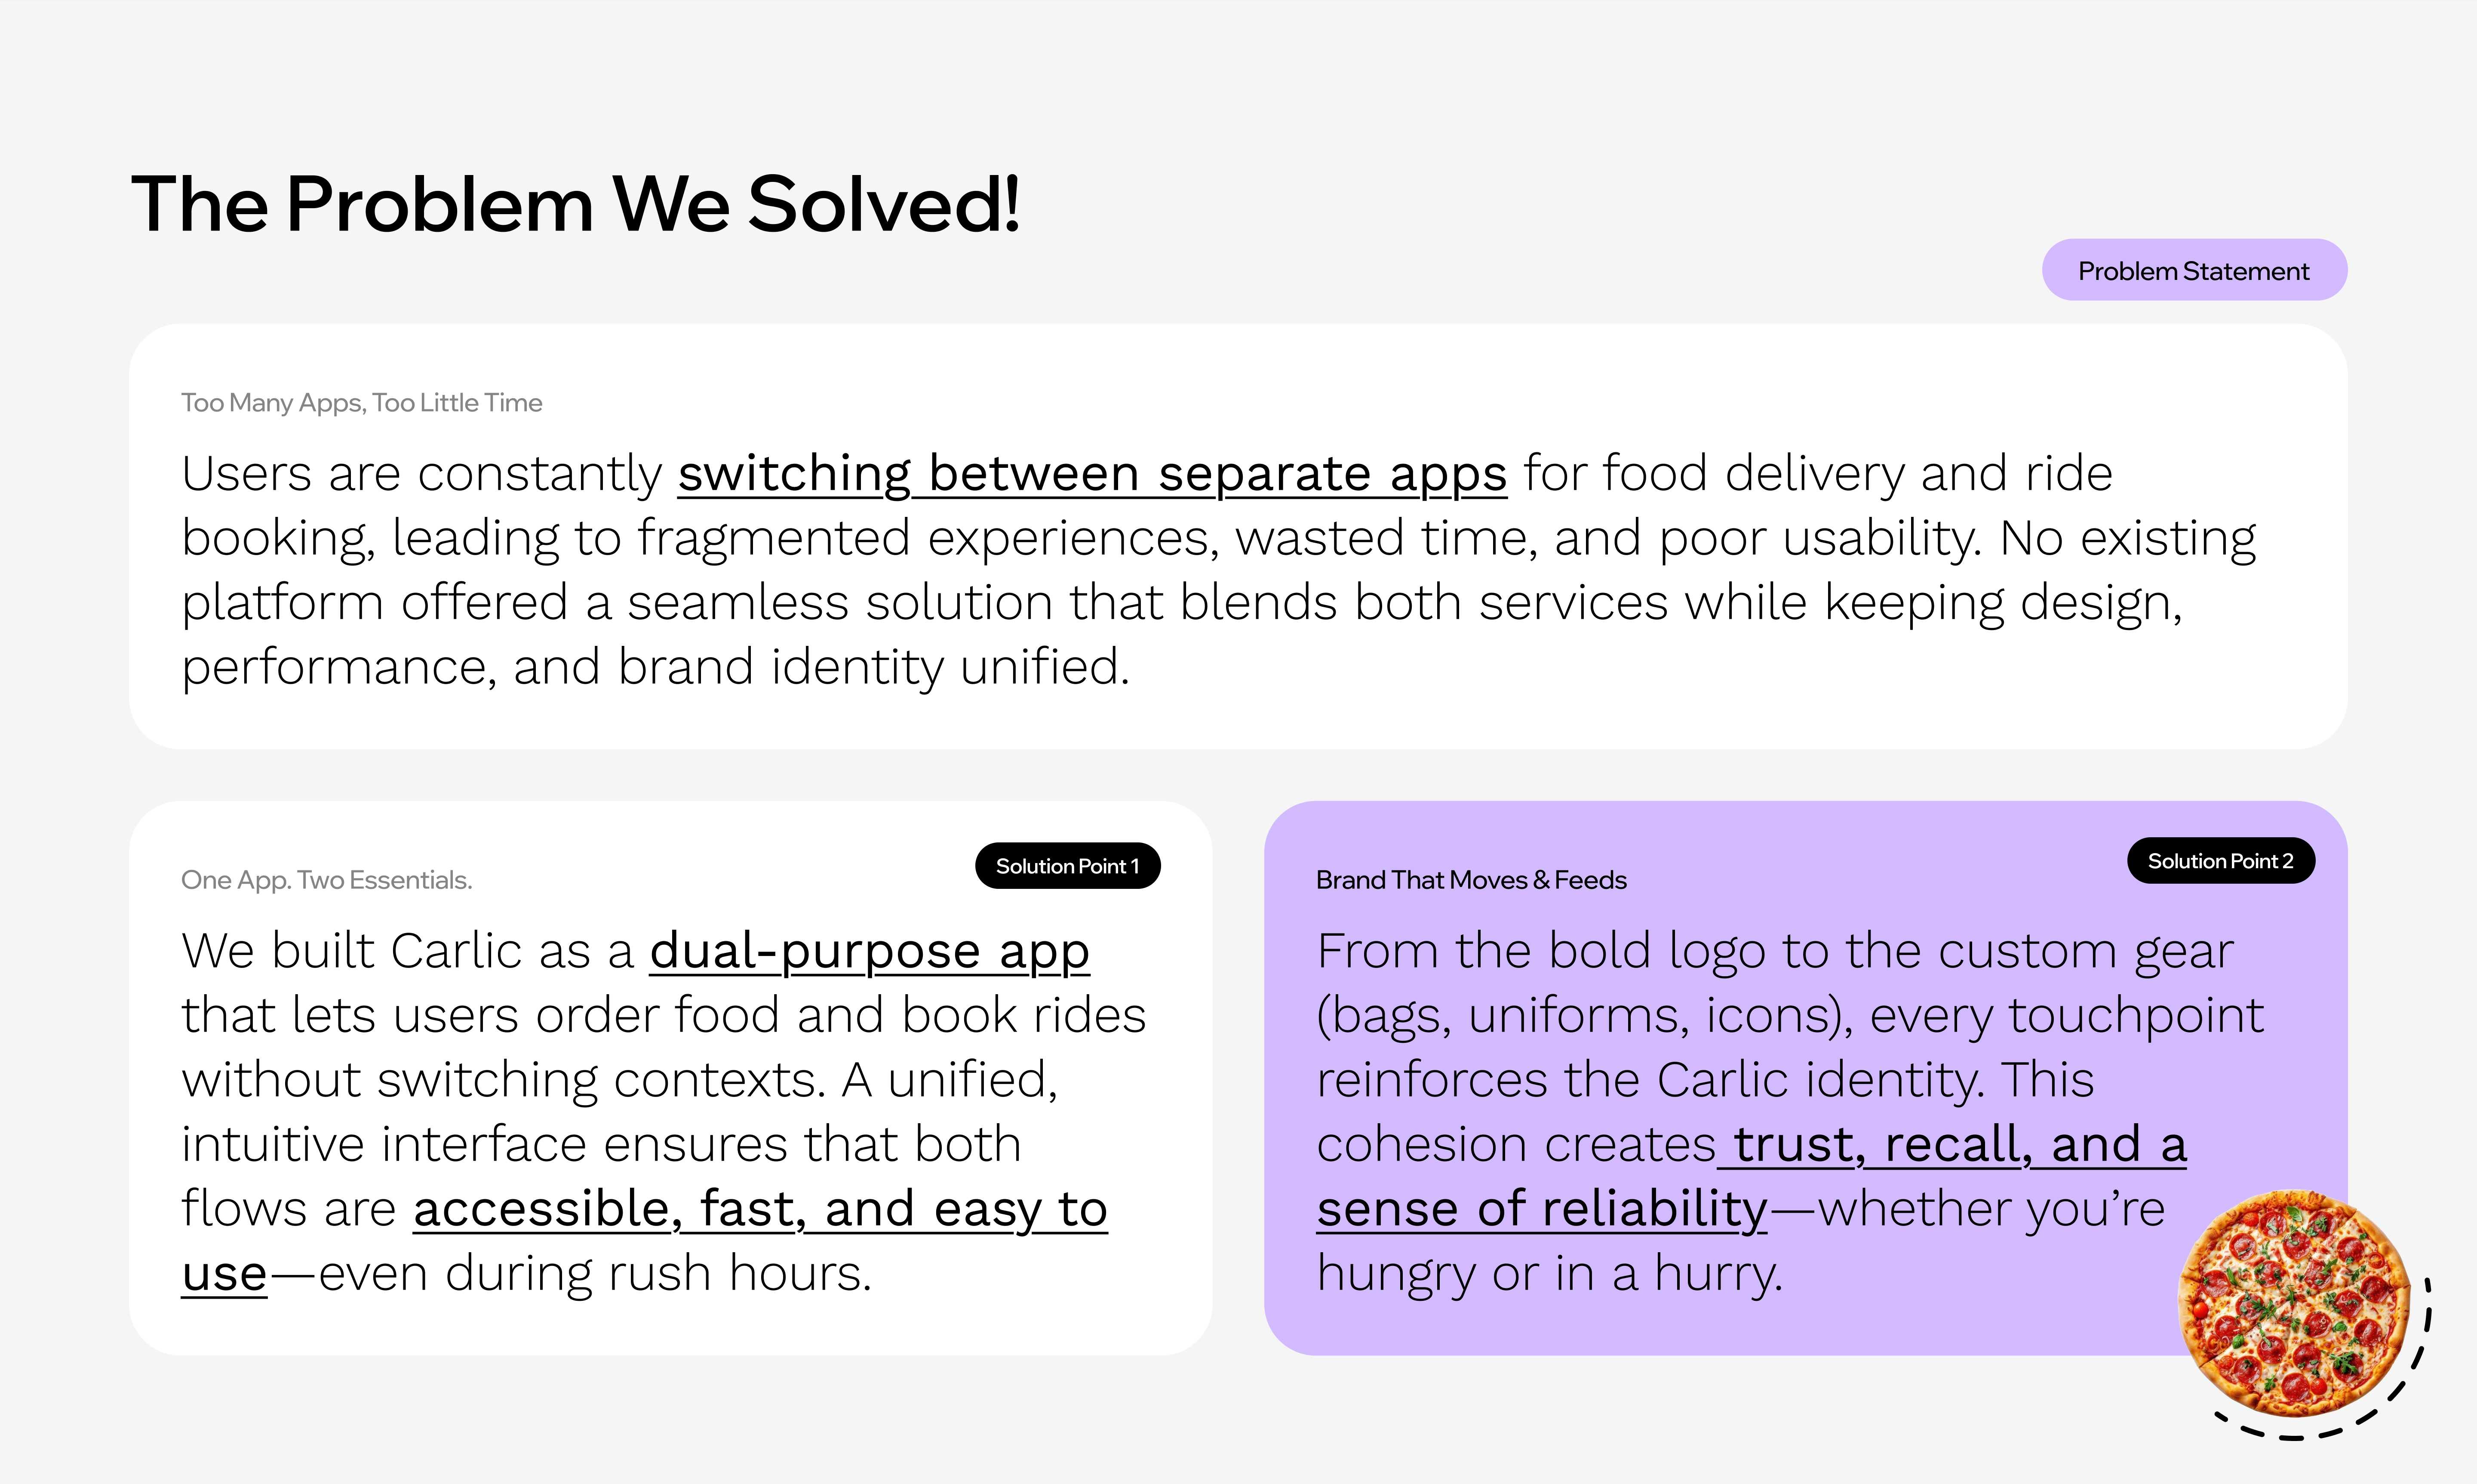 The Problem We Solved!
Problem Statement
Too Many Apps, Too Little Time
Users are constantly switching between separate apps for food delivery and ride
booking, leading to fragmented experiences, wasted time, and poor usability. No existing
platform offered a seamless solution that blends both services while keeping design,
performance, and brand identity unified.
Solution Point 1
One App. Two Essentials.
We built Carlic as a dual-purpose app
that lets users order food and book rides
without switching contexts. A unified,
intuitive interface ensures that both
flows are accessible, fast, and easy to
use—even during rush hours.
Solution Point 2
Brand That Moves & Feeds
From the bold logo to the custom gear
(bags, uniforms, icons), every touchpoint
reinforces the Carlic identity. This
cohesion creates trust, recall, and a
sense of reliability—whether you’re
hungry or in a hurry.